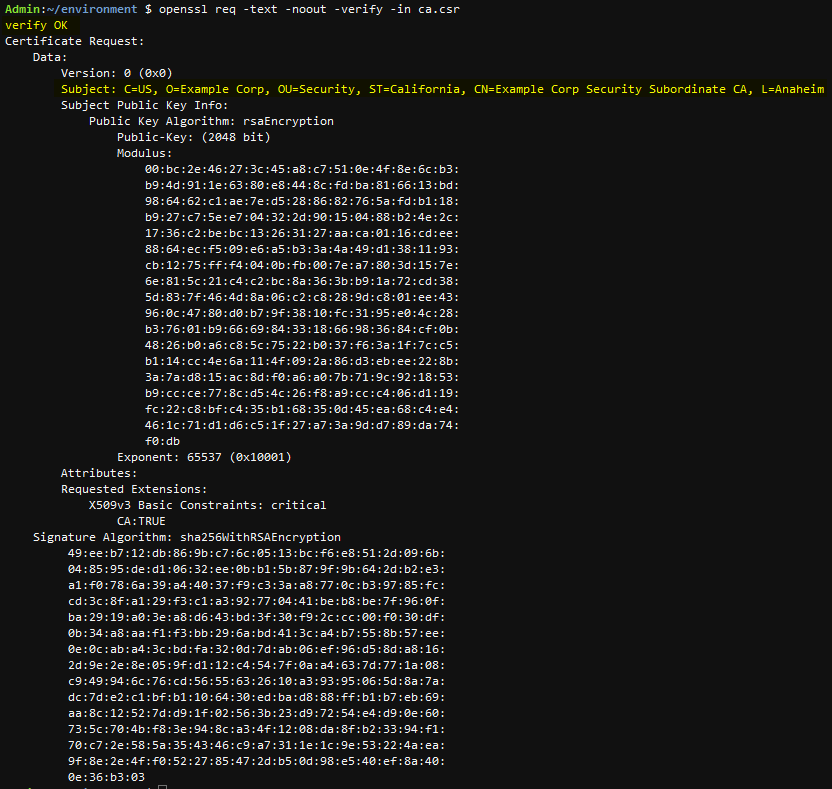 Admin:~/environment $ openssl req -text -noout -verify -in ca.csr
verify OK
Certificate Request:
    Data:
        Version: 0 (0x0)
        Subject: C=US, O=Example Corp, OU=Security, ST=California, CN=Example Corp Security Subordinate CA, L=Anaheim
        Subject Public Key Info:
            Public Key Algorithm: rsaEncryption
                Public-Key: (2048 bit)
                Modulus:
                    00:bc:2e:46:27:3c:45:a8:c7:51:0e:4f:8e:6c:b3:
                    b9:4d:91:1e:63:80:e8:44:8c:fd:ba:81:66:13:bd:
                    98:64:62:c1:ae:7e:d5:28:86:82:76:5a:fd:b1:18:
                    b9:27:c7:5e:e7:04:32:2d:90:15:04:88:b2:4e:2c:
                    17:36:c2:be:bc:13:26:31:27:aa:ca:01:16:cd:ee:
                    88:64:ec:f5:09:e6:a5:b3:3a:4a:49:d1:38:11:93:
                    cb:12:75:ff:f4:04:0b:fb:00:7e:a7:80:3d:15:7e:
                    6e:81:5c:21:c4:c2:bc:8a:36:3b:b9:1a:72:cd:38:
                    5d:83:7f:46:4d:8a:06:c2:c8:28:9d:c8:01:ee:43:
                    96:0c:47:80:d0:b7:9f:38:10:fc:31:95:e0:4c:28:
                    b3:76:01:b9:66:69:84:33:18:66:98:36:84:cf:0b:
                    48:26:b0:a6:c8:5c:75:22:b0:37:f6:3a:1f:7c:c5:
                    b1:14:cc:4e:6a:11:4f:09:2a:86:d3:eb:ee:22:8b:
                    3a:7a:d8:15:ac:8d:f0:a6:a0:7b:71:9c:92:18:53:
                    b9:cc:ce:77:8c:d5:4c:26:f8:a9:cc:c4:06:d1:19:
                    fc:22:c8:bf:c4:35:b1:68:35:0d:45:ea:68:c4:e4:
                    46:1c:71:d1:d6:c5:1f:27:a7:3a:9d:d7:89:da:74:
                    f0:db
                Exponent: 65537 (0x10001)
        Attributes:
        Requested Extensions:
            X509v3 Basic Constraints: critical
                CA:TRUE
    Signature Algorithm: sha256WithRSAEncryption
         49:ee:b7:12:db:86:9b:c7:6c:05:13:bc:f6:e8:51:2d:09:6b:
         04:85:95:de:d1:06:32:ee:0b:b1:5b:87:9f:9b:64:2d:b2:e3:
         a1:f0:78:6a:39:a4:40:37:f9:c3:3a:a8:77:0c:b3:97:85:fc:
         cd:3c:8f:a1:29:f3:c1:a3:92:77:04:41:be:b8:be:7f:96:0f:
         ba:29:19:a0:3e:a8:d6:43:bd:3f:30:f9:2c:cc:00:f0:30:df:
         0b:34:a8:aa:f1:f3:bb:29:6a:bd:41:3c:a4:b7:55:8b:57:ee:
         0e:0c:ab:a4:3c:bd:fa:32:0d:7d:ab:06:ef:96:d5:8d:a8:16:
         2d:9e:2e:8e:05:9f:d1:12:c4:54:7f:0a:a4:63:7d:77:1a:08:
         c9:49:94:6c:76:cd:56:55:63:26:10:a3:93:95:06:5d:8a:7a:
         dc:7d:e2:c1:bf:b1:10:64:30:ed:ba:d8:88:ff:b1:b7:eb:69:
         aa:8c:12:52:7d:d9:1f:02:56:3b:23:d9:72:54:e4:d9:0e:60:
         73:5c:70:4b:f8:3e:94:8c:a3:4f:12:08:da:8f:b2:33:94:f1:
         70:c7:2e:58:5a:35:43:46:c9:a7:31:1e:1c:9e:53:22:4a:ea:
         9f:8e:2e:4f:f0:52:27:85:47:2d:b5:0d:98:e5:40:ef:8a:40:
         0e:36:b3:03